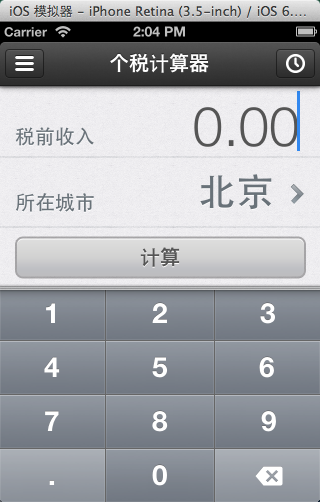 iOS 模拟器 - iPhone Retina (3.5-inch) / iOS 6....
Carrier 2:04 PM
个税计算器
税前收入 0.00
所在城市 北京
计算
1 2 3
4 5 6
7 8 9
. 0